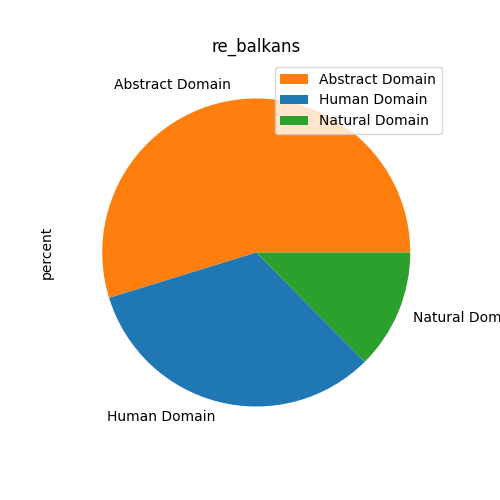 re_balkans
Abstract Domain
Abstract Domain
Human Domain
Natural Domain
percent
Natural Dom
Human Domain